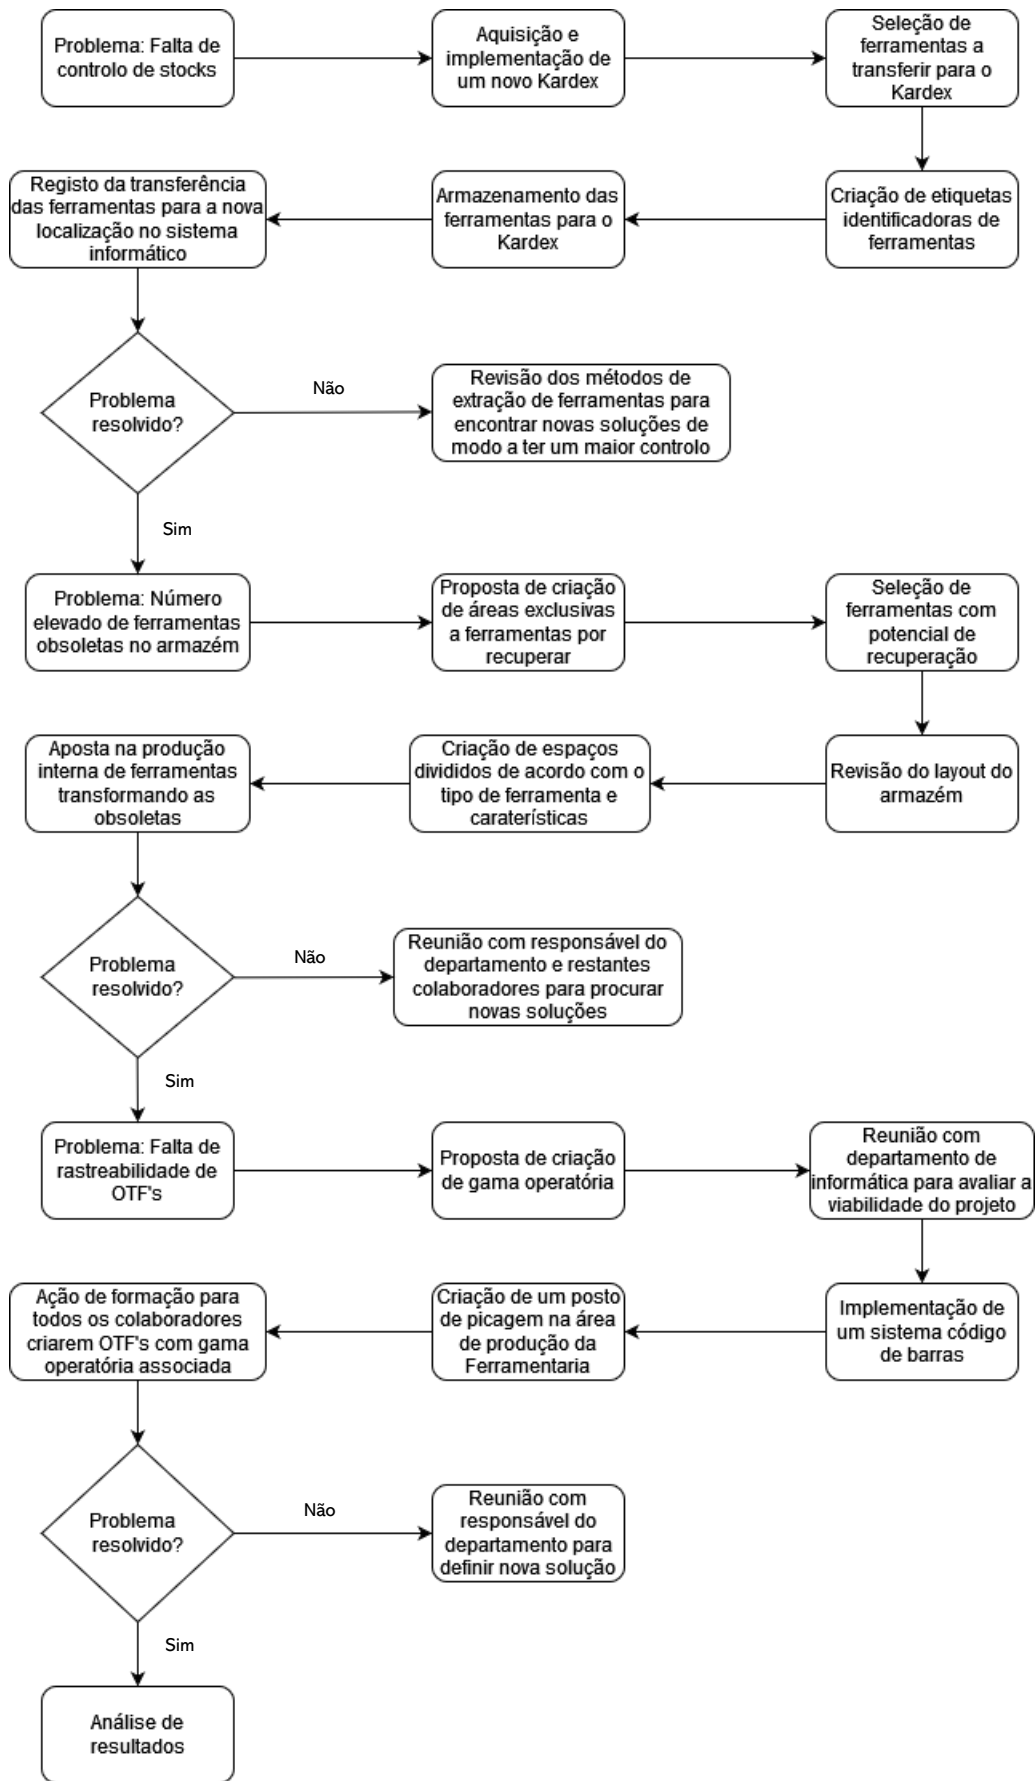 Problema: Falta de
controlo de stocks
Aquisição e
implementação de
um novo Kardex
Seleção de
ferramentas a
transferir para o
Kardex
Registo da transferência
das ferramentas para a nova
localização no sistema
informático
Armazenamento das
ferramentas para o
Kardex
Criação de etiquetas
identificadoras de
ferramentas
Problema
resolvido?
Não
Revisão dos métodos de
extração de ferramentas para
encontrar novas soluções de
modo a ter um maior controlo
Sim
Problema: Número
elevado de ferramentas
obsoletas no armazém
Proposta de criação
de áreas exclusivas
a ferramentas por
recuperar
Seleção de
ferramentas com
potencial de
recuperação
Aposta na produção
interna de ferramentas
transformando as
obsoletas
Criação de espaços
divididos de acordo com o
tipo de ferramenta e
caraterísticas
Revisão do layout do
armazém
Problema
resolvido?
Não
Reunião com responsável do
departamento e restantes
colaboradores para procurar
novas soluções
Sim
Problema: Falta de
rastreabilidade de
OTF's
Proposta de criação
de gama operatória
Reunião com
departamento de
informática para avaliar a
viabilidade do projeto
Ação de formação para
todos os colaboradores
criarem OTF's com gama
operatória associada
Criação de um posto
de picagem na área
de produção da
Ferramentaria
Implementação de
um sistema código
de barras
Problema
resolvido?
Não
Reunião com
responsável do
departamento para
definir nova solução
Sim
Análise de
resultados